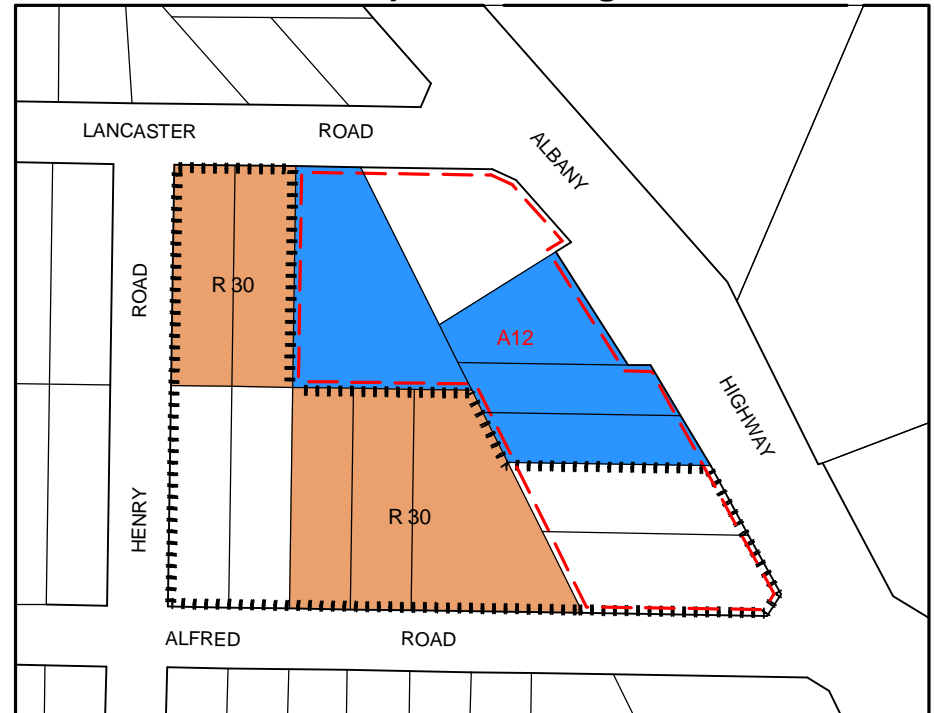 LANCASTER ROAD
ALBANY
ROAD
R 30
A12
HIGHWAY
HENRY
R 30
ALFRED ROAD